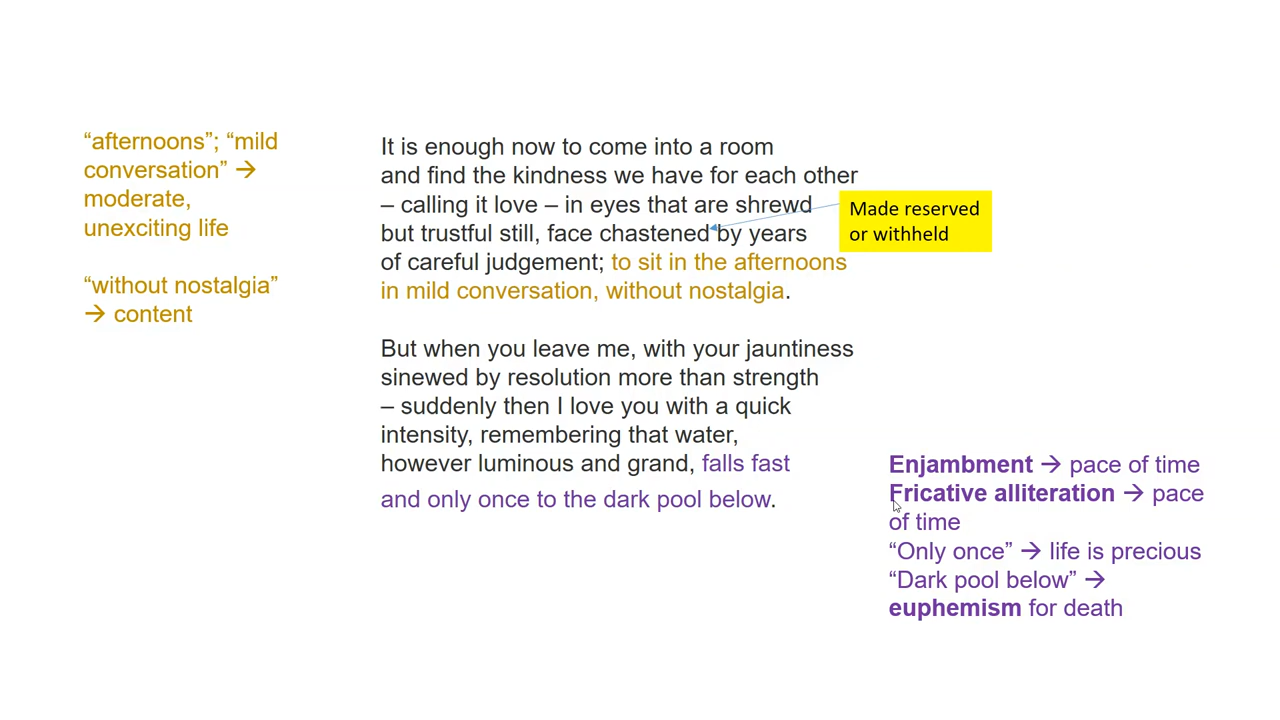 “afternoons”; “mild
conversation” →
moderate,
unexciting life
“without nostalgia”
→ content
It is enough now to come into a room
and find the kindness we have for each other
– calling it love – in eyes that are shrewd
but trustful still, face chastened by years
of careful judgement; to sit in the afternoons
in mild conversation, without nostalgia.
But when you leave me, with your jauntiness
sinewed by resolution more than strength
– suddenly then I love you with a quick
intensity, remembering that water,
however luminous and grand, falls fast
and only once to the dark pool below.
Made reserved
or withheld
Enjambment → pace of time
Fricative alliteration → pace
of time
“Only once” → life is precious
“Dark pool below” →
euphemism for death